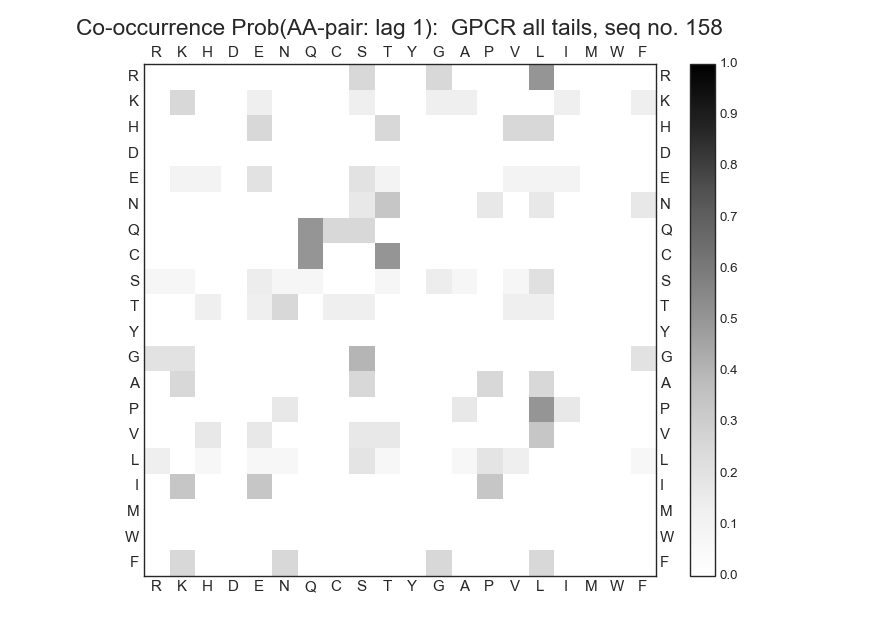 Co-occurrence Prob(AA-pair: lag 1):  GPCR all tails, seq no. 158
R K H D E N Q C S T Y G A P V L I M W F
R R 1.0
K K 0.9
H H
D D 0.8
E E
N N 0.7
Q Q 0.6
C C
S S 0.5
T T
Y Y
G G 0.4
A A
P P 0.3
V V
L L 0.2
I I
M M 0.1
W W
F F 0.0
R K H D E N Q C S T Y G A P V L I M W F